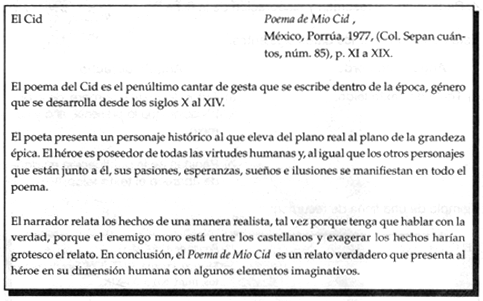 El Cid
Poema de Mio Cid ,
México, Porrúa, 1977, (Col. Sepan cuán-
tos, núm. 85), p. XI a XIX.
El poema del Cid es el penúltimo cantar de gesta que se escribe dentro de la época, género
que se desarrolla desde los siglos X al XIV.
El poeta presenta un personaje histórico al que eleva del plano real al plano de la grandeza
épica. El héroe es poseedor de todas las virtudes humanas y, al igual que los otros personajes
que están junto a él, sus pasiones, esperanzas, sueños e ilusiones se manifiestan en todo el
poema.
El narrador relata los hechos de una manera realista, tal vez porque tenga que hablar con la
verdad, porque el enemigo moro está entre los castellanos y exagerar los hechos harían
grotesco el relato. En conclusión, el Poema de Mio Cid es un relato verdadero que presenta al
héroe en su dimensión humana con algunos elementos imaginativos.